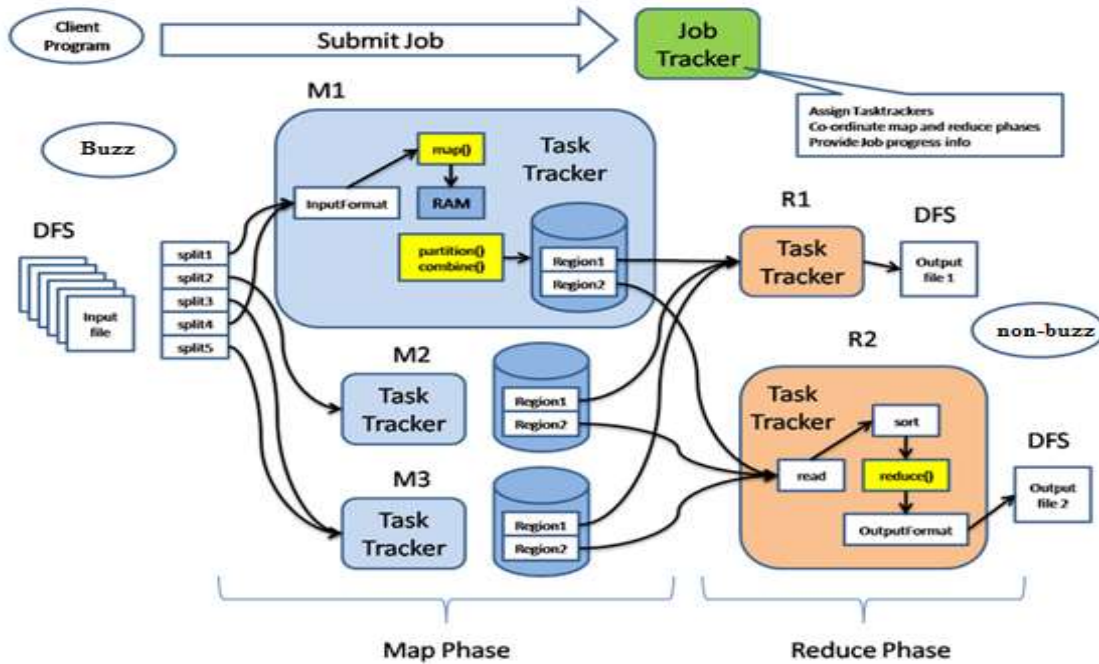 Client
Program
Submit Job
Job
Tracker
Assign Tasktrackers
Co-ordinate map and reduce phases
Provide Job progress info
Buzz
M1
Task
Tracker
map()
InputFormat
RAM
partition()
combine()
Region1
Region2
DFS
Input
file
split1
split2
split3
split4
split5
M2
Task
Tracker
Region1
Region2
M3
Task
Tracker
Region1
Region2
R1
Task
Tracker
DFS
Output
file 1
non-buzz
R2
Task
Tracker
sort
read
reduce()
OutputFormat
DFS
Output
file 2
Map Phase
Reduce Phase